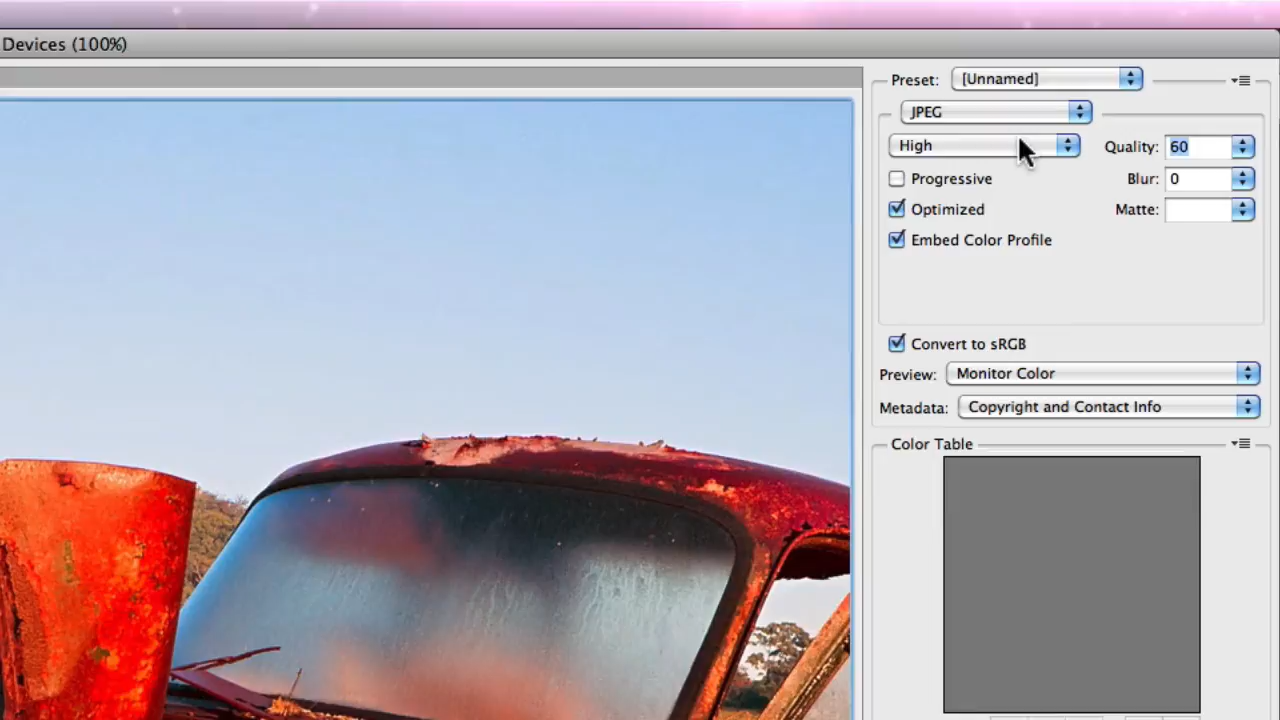 Devices (100%)
Preset: [Unnamed]
JPEG
High Quality: 60
Progressive Blur: 0
Optimized Matte:
Embed Color Profile
Convert to sRGB
Preview: Monitor Color
Metadata: Copyright and Contact Info
Color Table